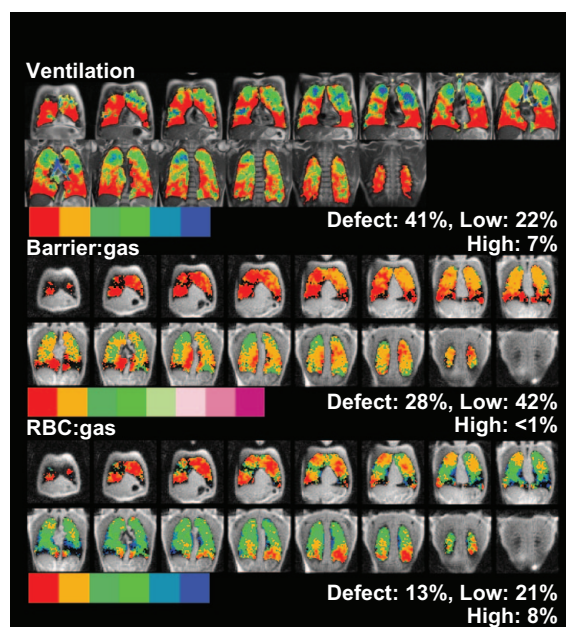 Ventilation
Defect: 41%, Low: 22%
High: 7%
Barrier:gas
Defect: 28%, Low: 42%
High: <1%
RBC:gas
Defect: 13%, Low: 21%
High: 8%